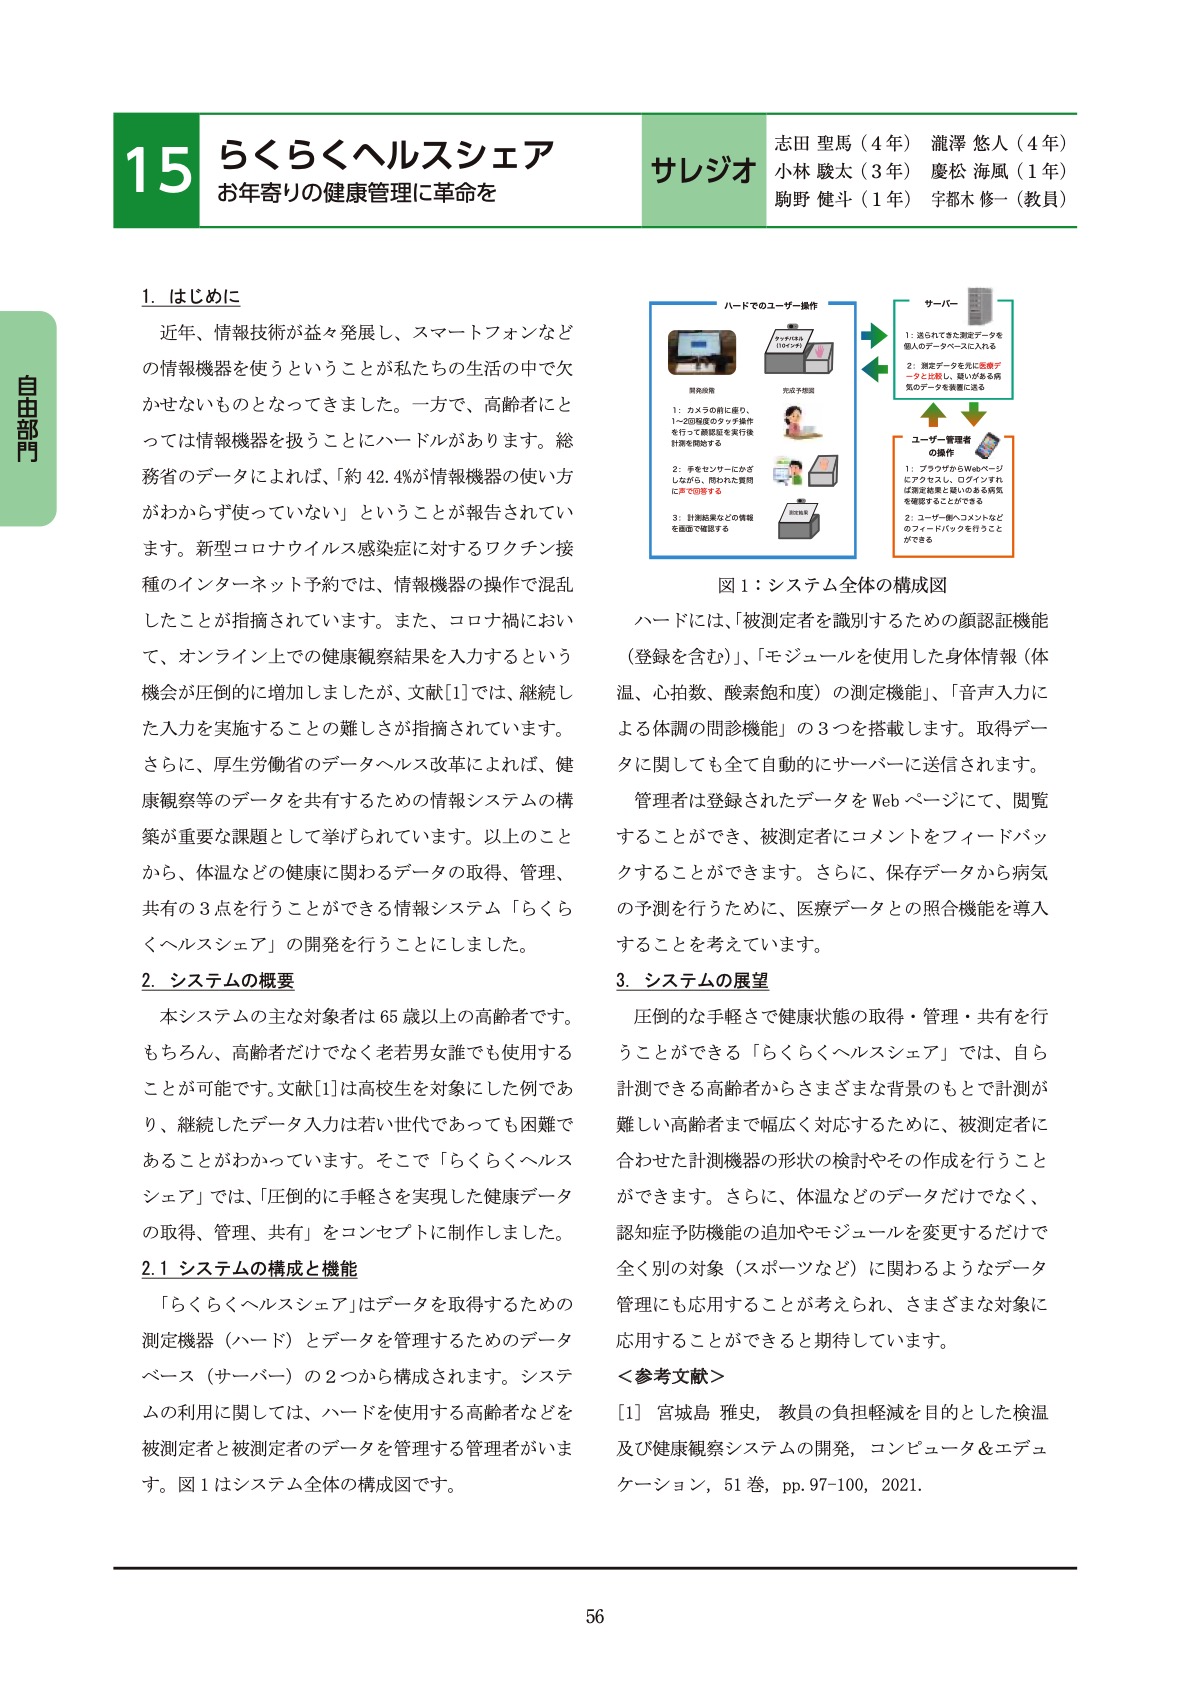 15
らくらくヘルスシェア
お年寄りの健康管理に革命を
サレジオ
志田 聖馬（４年）　瀧澤 悠人（４年）
小林 駿太（３年）　慶松 海風（１年）
駒野 健斗（１年）　宇都木 修一（教員）
自由部門
1.　はじめに
　近年、情報技術が益々発展し、スマートフォンなど
の情報機器を使うということが私たちの生活の中で欠
かせないものとなってきました。一方で、高齢者にと
っては情報機器を扱うことにハードルがあります。総
務省のデータによれば、「約 42.4%が情報機器の使い方
がわからず使っていない」ということが報告されてい
ます。新型コロナウイルス感染症に対するワクチン接
種のインターネット予約では、情報機器の操作で混乱
したことが指摘されています。また、コロナ禍におい
て、オンライン上での健康観察結果を入力するという
機会が圧倒的に増加しましたが、文献[1]では、継続し
た入力を実施することの難しさが指摘されています。
さらに、厚生労働省のデータヘルス改革によれば、健
康観察等のデータを共有するための情報システムの構
築が重要な課題として挙げられています。以上のこと
から、体温などの健康に関わるデータの取得、管理、
共有の３点を行うことができる情報システム「らくら
くヘルスシェア」の開発を行うことにしました。
2.　システムの概要
　本システムの主な対象者は 65 歳以上の高齢者です。
もちろん、高齢者だけでなく老若男女誰でも使用する
ことが可能です。文献[1]は高校生を対象にした例であ
り、継続したデータ入力は若い世代であっても困難で
あることがわかっています。そこで「らくらくヘルス
シェア」では、「圧倒的に手軽さを実現した健康データ
の取得、管理、共有」をコンセプトに制作しました。
2.1 システムの構成と機能
　「らくらくヘルスシェア」はデータを取得するための
測定機器（ハード）とデータを管理するためのデータ
ベース（サーバー）の２つから構成されます。システ
ムの利用に関しては、ハードを使用する高齢者などを
被測定者と被測定者のデータを管理する管理者がいま
す。図 1 はシステム全体の構成図です。
ハードでのユーザー操作
タッチパネル
（10インチ）
開発段階
完成予想図
1： カメラの前に座り、
1〜2回程度のタッチ操作
を行って顔認証を実行後
計測を開始する
2： 手をセンサーにかざ
しながら、問われた質問
に声で回答する
3： 計測結果などの情報
を画面で確認する
測定結果
サーバー
1：送られてきた測定データを
個人のデータベースに入れる
2： 測定データを元に医療デ
ータと比較し、疑いがある病
気のデータを装置に送る
ユーザー管理者
の操作
1： ブラウザからWebページ
にアクセスし、ログインすれ
ば測定結果と疑いのある病気
を確認することができる
2：ユーザー側へコメントなど
のフィードバックを行うこと
ができる
図 1：システム全体の構成図
　ハードには、「被測定者を識別するための顔認証機能
（登録を含む）」、「モジュールを使用した身体情報（体
温、心拍数、酸素飽和度）の測定機能」、「音声入力に
よる体調の問診機能」の３つを搭載します。取得デー
タに関しても全て自動的にサーバーに送信されます。
　管理者は登録されたデータを Web ページにて、閲覧
することができ、被測定者にコメントをフィードバッ
クすることができます。さらに、保存データから病気
の予測を行うために、医療データとの照合機能を導入
することを考えています。
3.　システムの展望
　圧倒的な手軽さで健康状態の取得・管理・共有を行
うことができる「らくらくヘルスシェア」では、自ら
計測できる高齢者からさまざまな背景のもとで計測が
難しい高齢者まで幅広く対応するために、被測定者に
合わせた計測機器の形状の検討やその作成を行うこと
ができます。さらに、体温などのデータだけでなく、
認知症予防機能の追加やモジュールを変更するだけで
全く別の対象（スポーツなど）に関わるようなデータ
管理にも応用することが考えられ、さまざまな対象に
応用することができると期待しています。
＜参考文献＞
[1]　宮城島 雅史，教員の負担軽減を目的とした検温
及び健康観察システムの開発，コンピュータ＆エデュ
ケーション，51 巻，pp.97-100，2021.
56